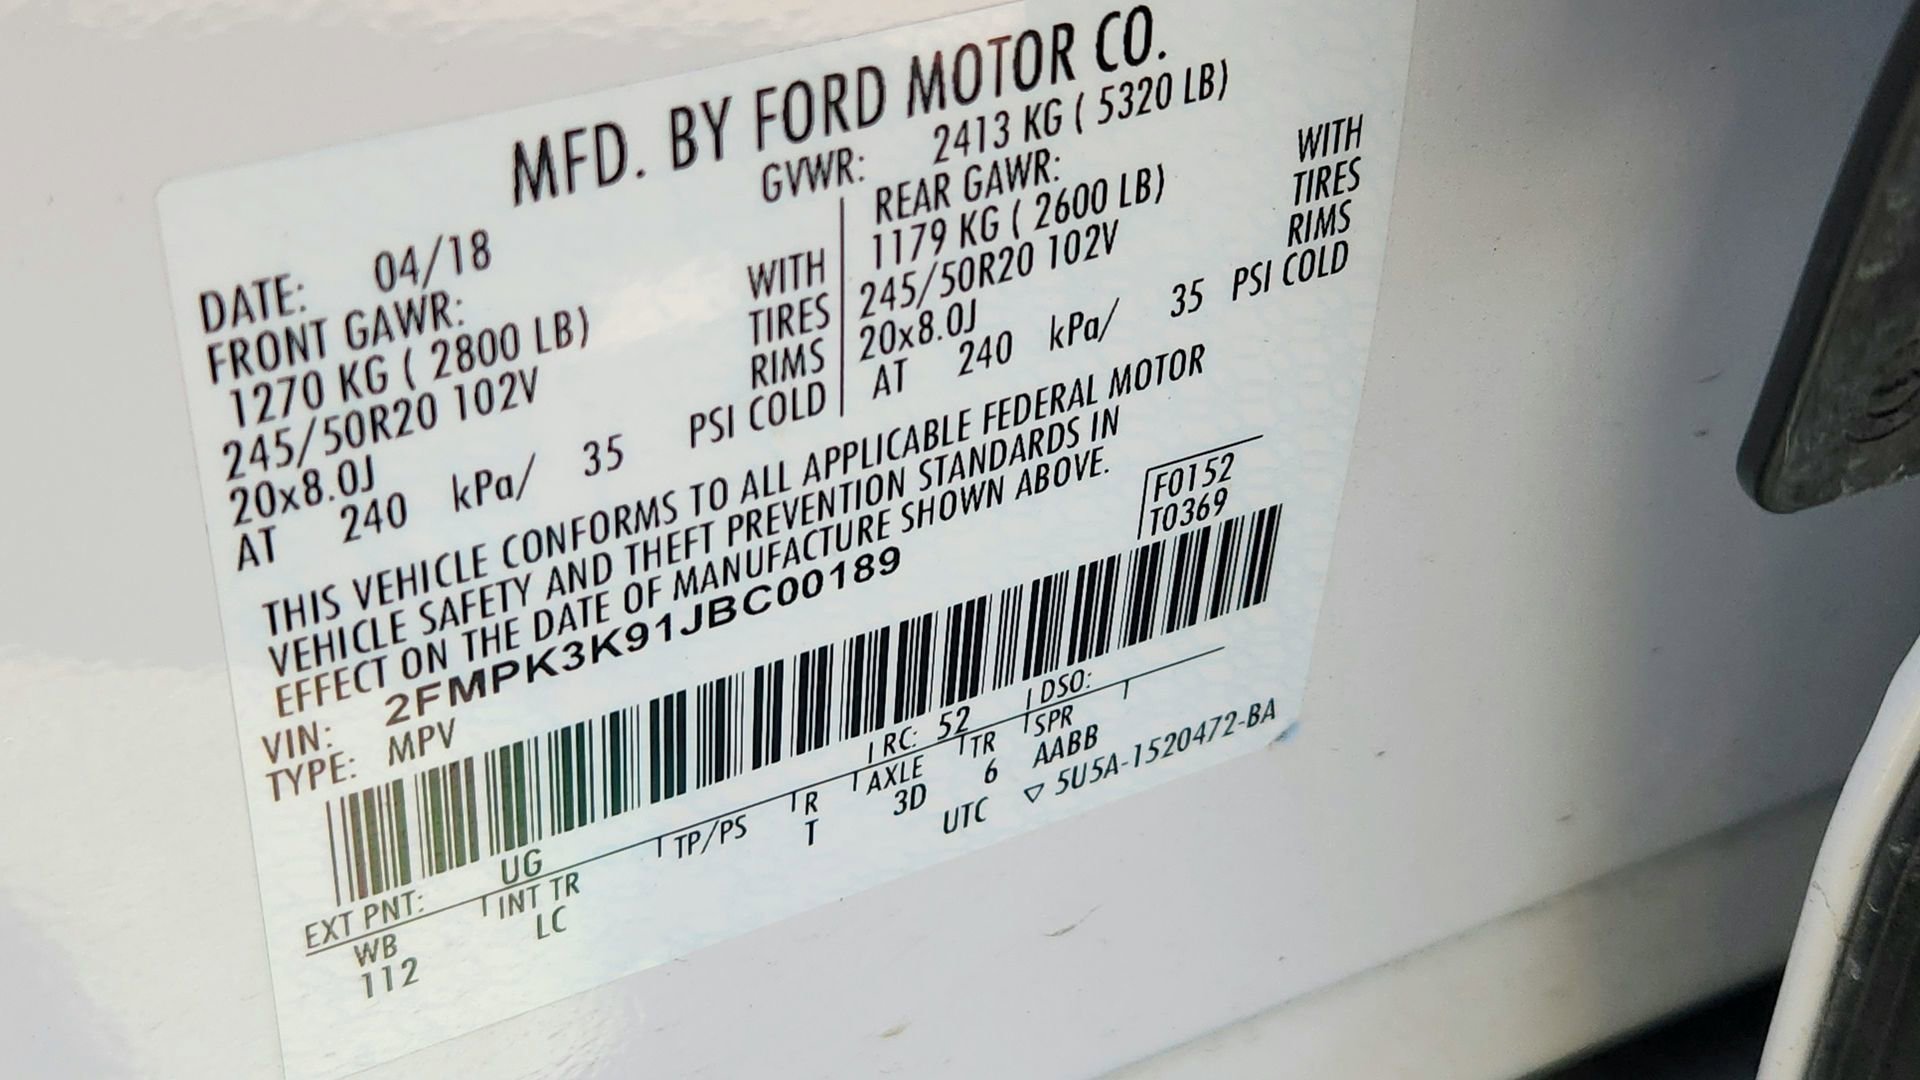 MFD. BY FORD MOTOR CO.
DATE: 04/18 GVWR: 2413 KG ( 5320 LB)
FRONT GAWR:
1270 KG ( 2800 LB) WITH
245/50R20 102V TIRES
20x8.0J RIMS
AT 240 kPa/ 35 PSI COLD
REAR GAWR:
1179 KG ( 2600 LB) WITH
245/50R20 102V TIRES
20x8.0J RIMS
AT 240 kPa/ 35 PSI COLD
THIS VEHICLE CONFORMS TO ALL APPLICABLE FEDERAL MOTOR
VEHICLE SAFETY AND THEFT PREVENTION STANDARDS IN
EFFECT ON THE DATE OF MANUFACTURE SHOWN ABOVE.
F0152
T0369
VIN: 2FMPK3K91JBC00189
TYPE: MPV
EXT PNT: UG RC: 52 DSO:
WB INT TR TP/PS R AXLE TR SPR
112 LC T 3D 6 AABB
UTC ▽ 5U5A-1520472-BA